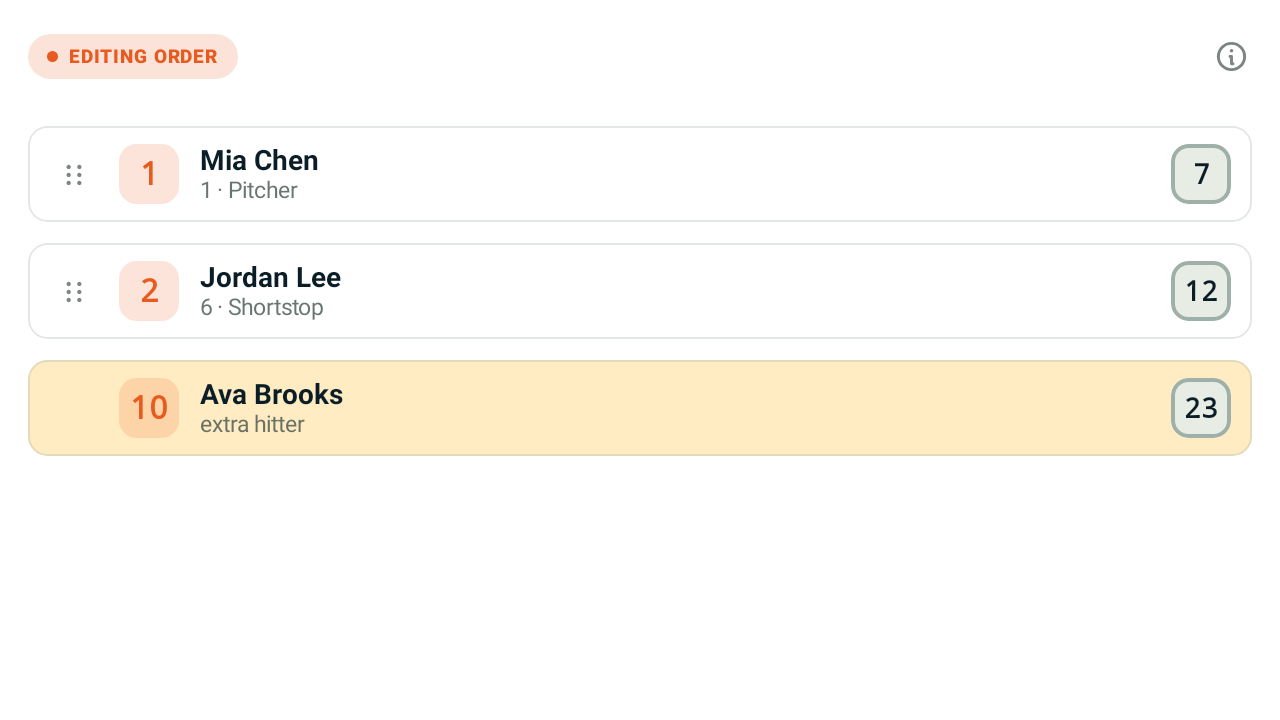 EDITING ORDER
1
Mia Chen
1 · Pitcher
7
2
Jordan Lee
6 · Shortstop
12
10
Ava Brooks
extra hitter
23